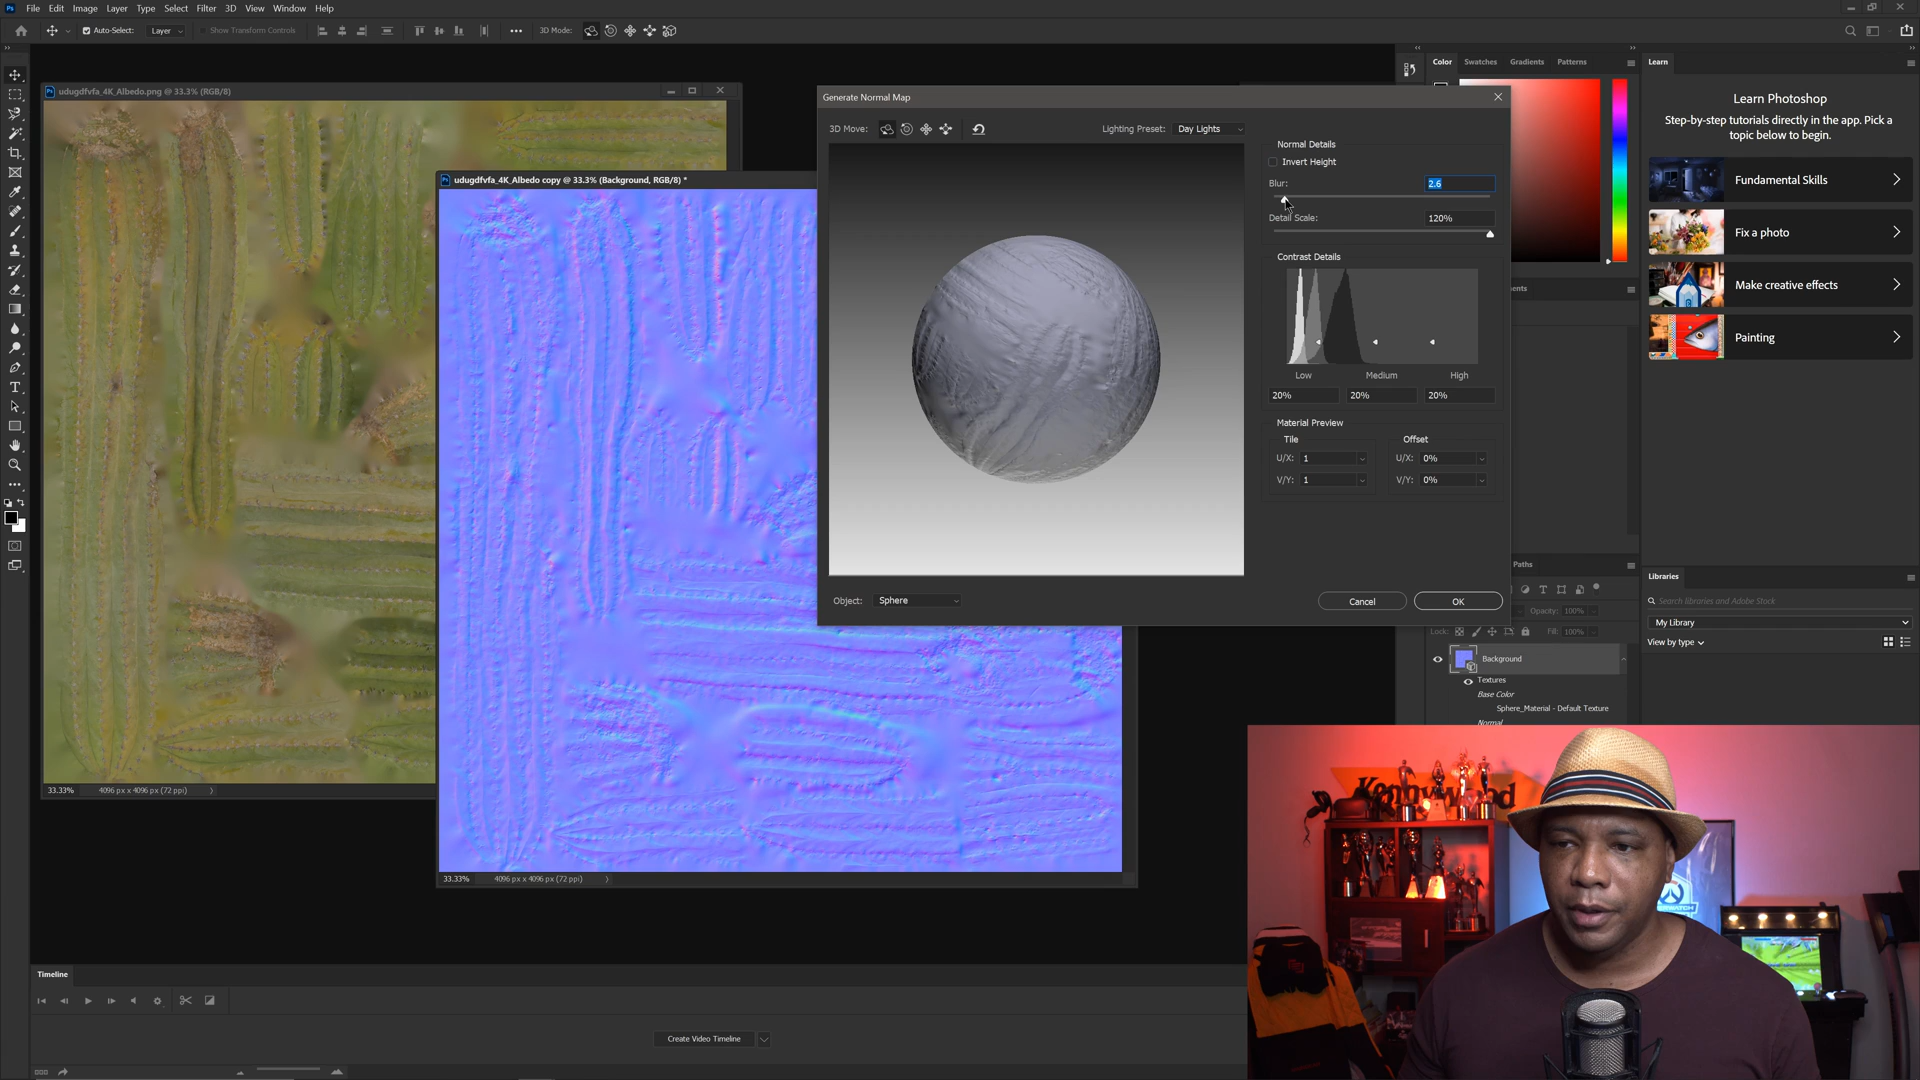 Ps File Edit Image Layer Type Select Filter 3D View Window Help
Auto-Select: Layer Show Transform Controls 3D Mode:
udugdfvfa_4K_Albedo.png @ 33.3% (RGB/8)
33.33% 4096 px x 4096 px (72 ppi)
udugdfvfa_4K_Albedo copy @ 33.3% (Background, RGB/8) *
33.33% 4096 px x 4096 px (72 ppi)
Generate Normal Map
3D Move: Lighting Preset: Day Lights
Normal Details
Invert Height
Blur: 2.6
Detail Scale: 120%
Contrast Details
Low Medium High
20% 20% 20%
Material Preview
Tile Offset
U/X: 1 U/X: 0%
V/Y: 1 V/Y: 0%
Object: Sphere
Cancel OK
Color Swatches Gradients Patterns
Paths
Opacity: 100%
Lock: Fill: 100%
Background
Textures
Base Color
Sphere_Material - Default Texture
Normal
Learn
Learn Photoshop
Step-by-step tutorials directly in the app. Pick a
topic below to begin.
Fundamental Skills
Fix a photo
Make creative effects
Painting
Libraries
Search libraries and Adobe Stock
My Library
View by type
Timeline
Create Video Timeline
Kennywood